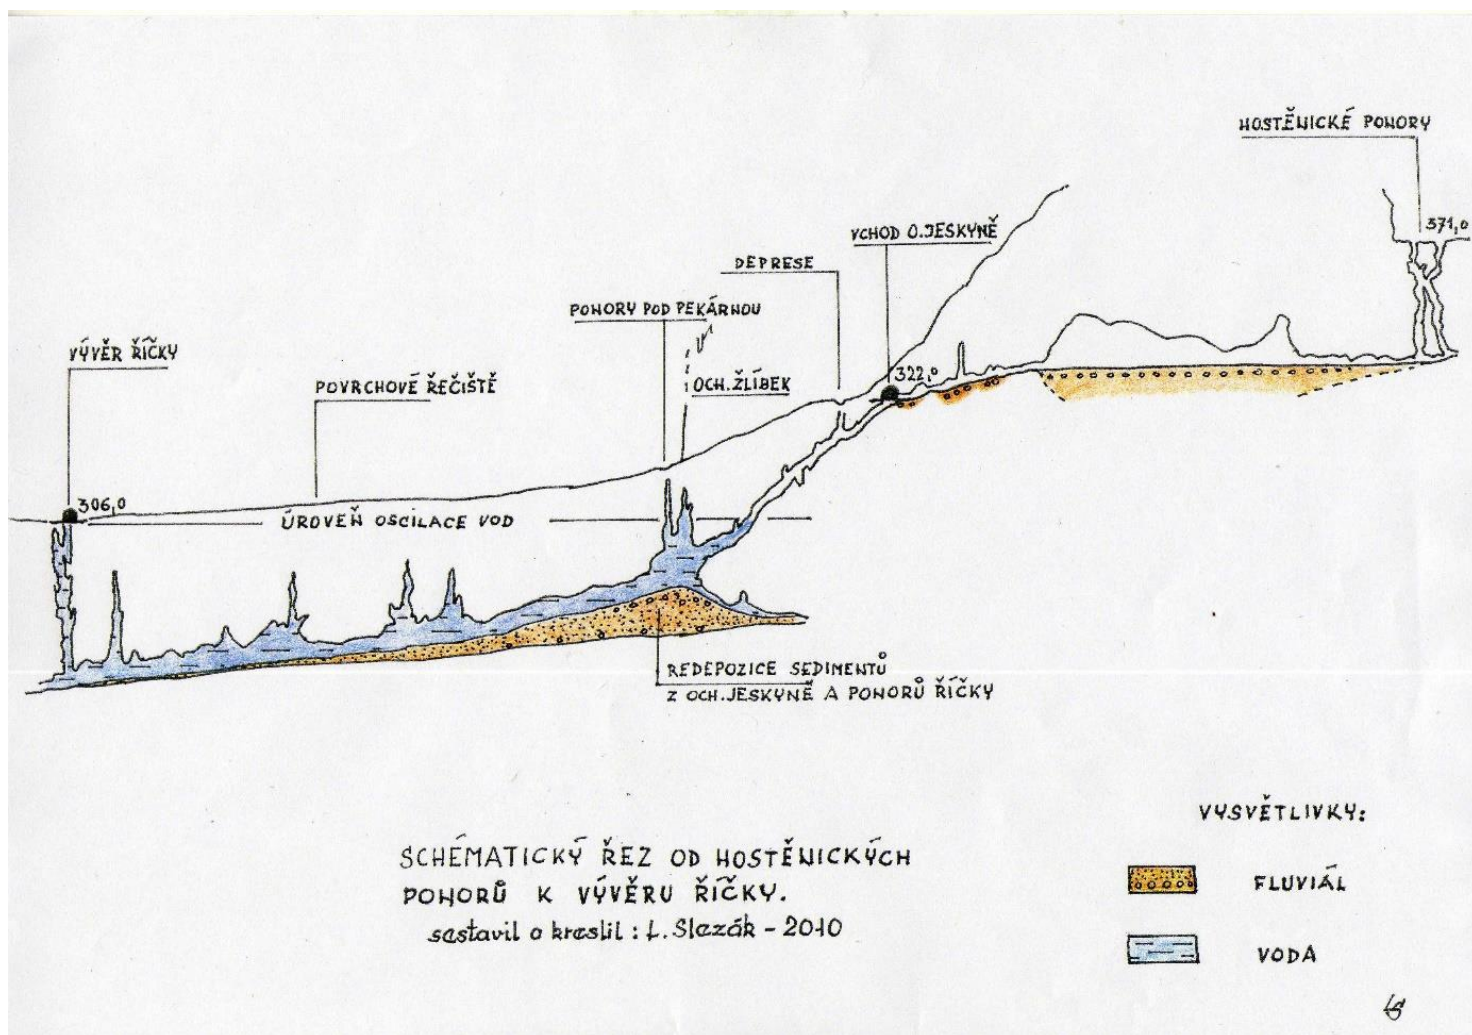 HOSTĚNICKÉ PONORY
371,0
VCHOD O.JESKYNĚ
322,0
DEPRESE
PONORY POD PEKÁRNOU
OCH.ŽLÍBEK
VÝVĚR ŘÍČKY
POVRCHOVÉ ŘEČIŠTĚ
306,0
ÚROVEŇ OSCILACE VOD
REDEPOZICE SEDIMENTŮ
Z OCH.JESKYNĚ A PONORŮ ŘÍČKY
SCHÉMATICKÝ ŘEZ OD HOSTĚNICKÝCH
PONORŮ K VÝVĚRU ŘÍČKY.
sestavil a kreslil : L.Slezák - 2010
VYSVĚTLIVKY:
FLUVIÁL
VODA
LS